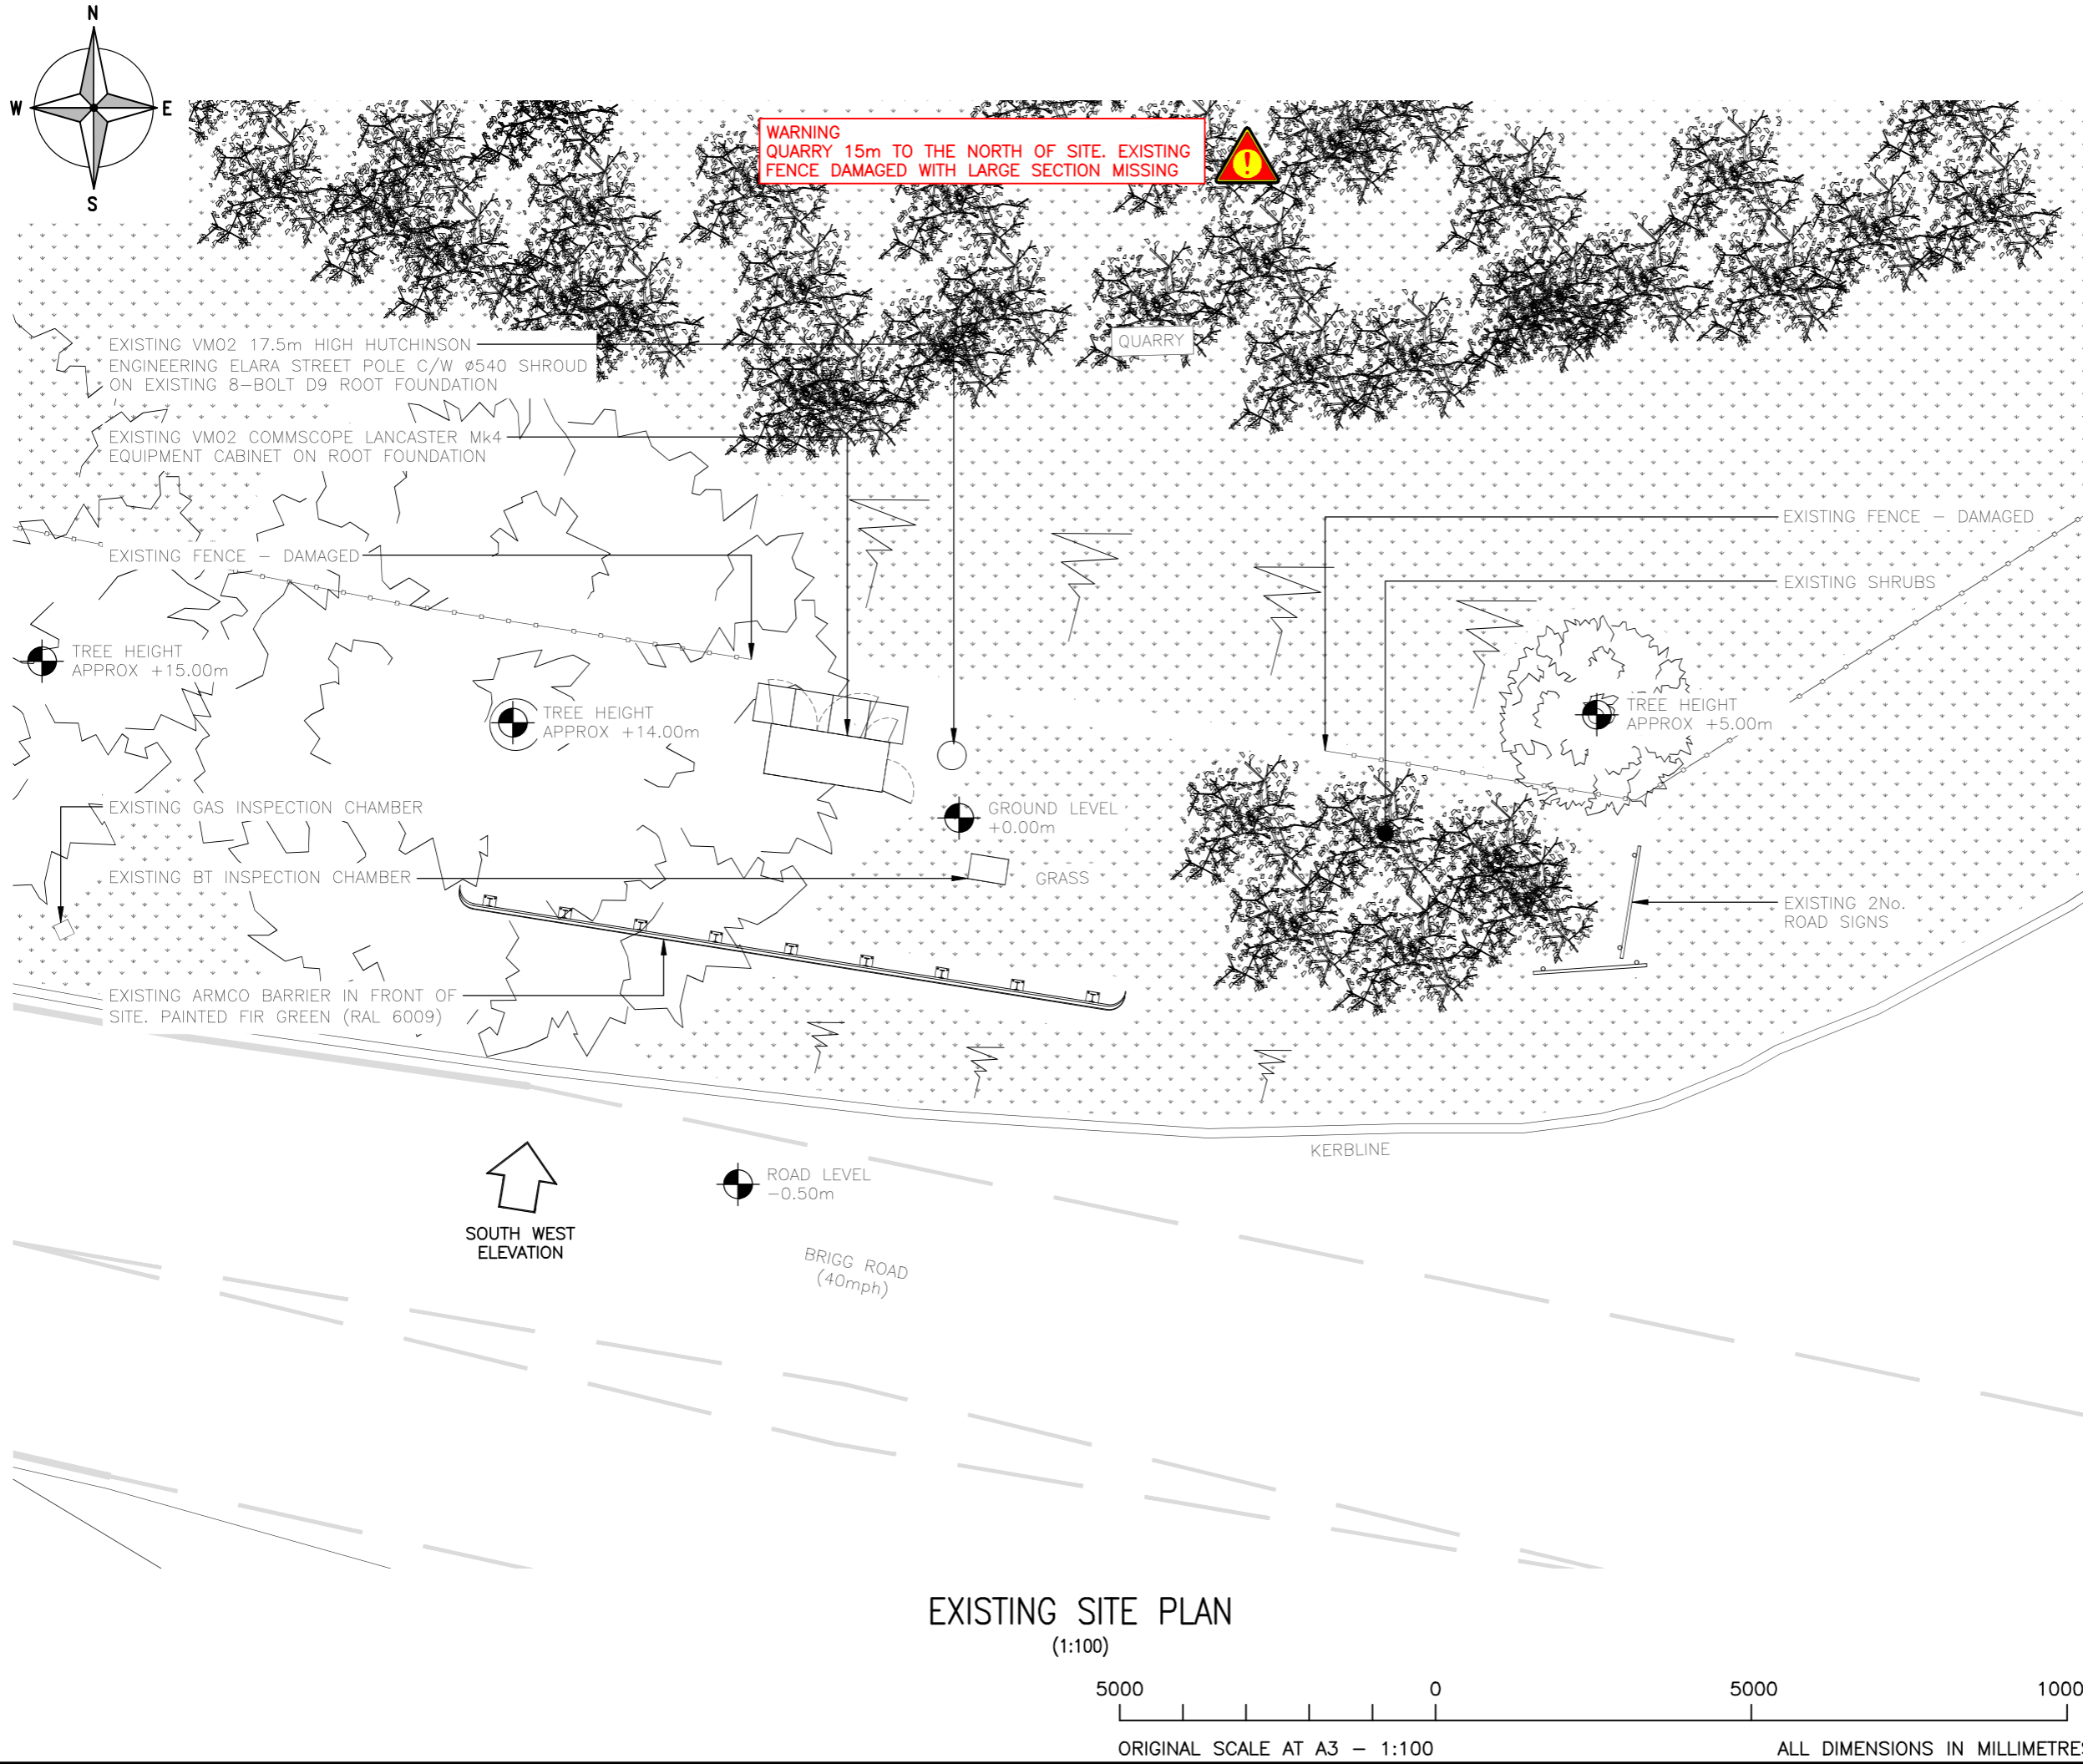 N
W E
S
WARNING
QUARRY 15m TO THE NORTH OF SITE. EXISTING
FENCE DAMAGED WITH LARGE SECTION MISSING
!
EXISTING VM02 17.5m HIGH HUTCHINSON
ENGINEERING ELARA STREET POLE C/W ø540 SHROUD
ON EXISTING 8-BOLT D9 ROOT FOUNDATION
QUARRY
EXISTING VM02 COMMSCOPE LANCASTER Mk4
EQUIPMENT CABINET ON ROOT FOUNDATION
EXISTING FENCE - DAMAGED
EXISTING FENCE - DAMAGED
EXISTING SHRUBS
TREE HEIGHT
APPROX +15.00m
TREE HEIGHT
APPROX +14.00m
TREE HEIGHT
APPROX +5.00m
EXISTING GAS INSPECTION CHAMBER
GROUND LEVEL
+0.00m
EXISTING BT INSPECTION CHAMBER
GRASS
EXISTING 2No.
ROAD SIGNS
EXISTING ARMCO BARRIER IN FRONT OF
SITE. PAINTED FIR GREEN (RAL 6009)
KERBLINE
ROAD LEVEL
-0.50m
SOUTH WEST
ELEVATION
BRIGG ROAD
(40mph)
EXISTING SITE PLAN
(1:100)
5000 0 5000 1000
ORIGINAL SCALE AT A3 - 1:100
ALL DIMENSIONS IN MILLIMETRES